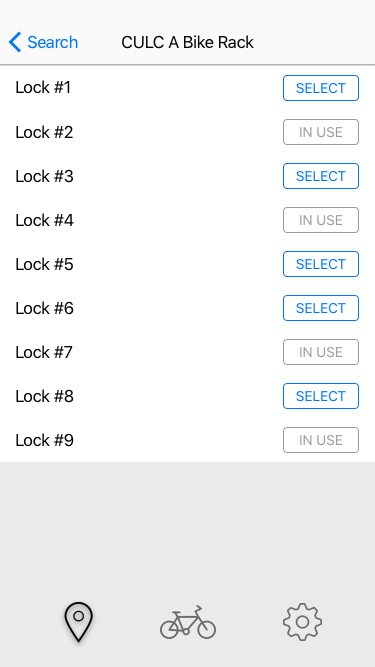 Search CULC A Bike Rack
Lock #1 SELECT
Lock #2 IN USE
Lock #3 SELECT
Lock #4 IN USE
Lock #5 SELECT
Lock #6 SELECT
Lock #7 IN USE
Lock #8 SELECT
Lock #9 IN USE